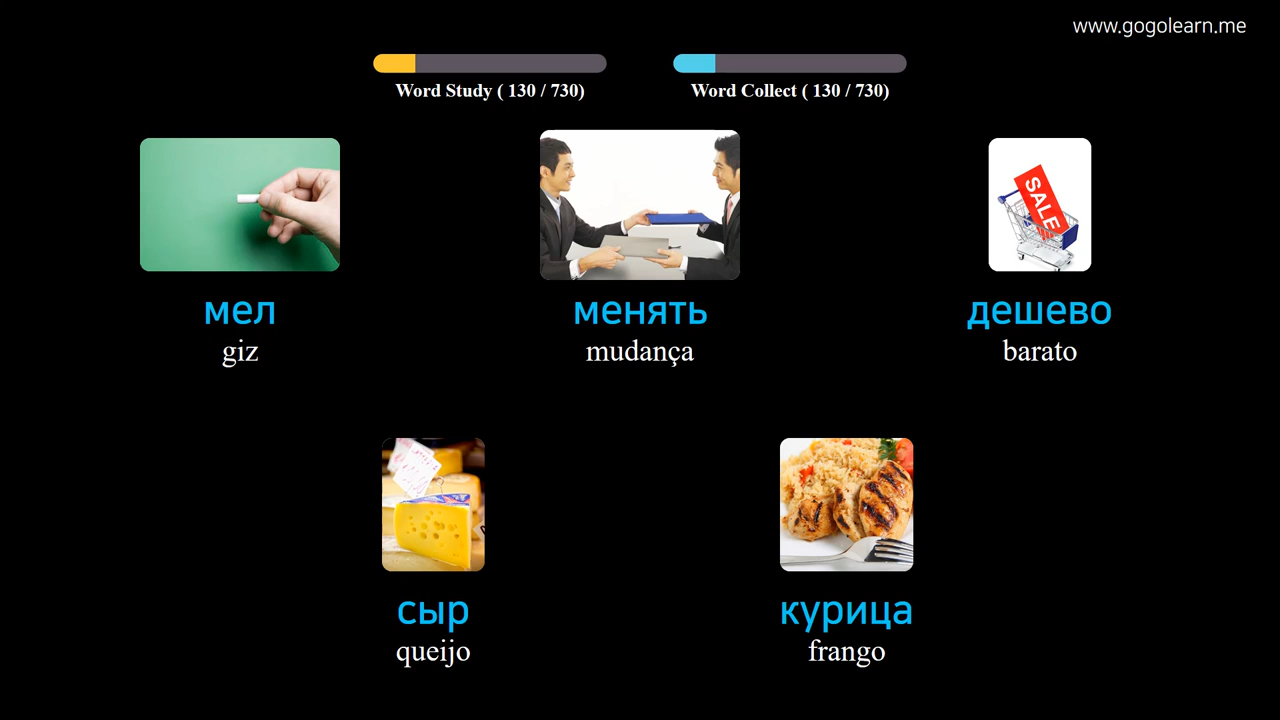 www.gogolearn.me
Word Study ( 130 / 730)
Word Collect ( 130 / 730)
SALE
мел
giz
менять
mudança
дешево
barato
сыр
queijo
курица
frango